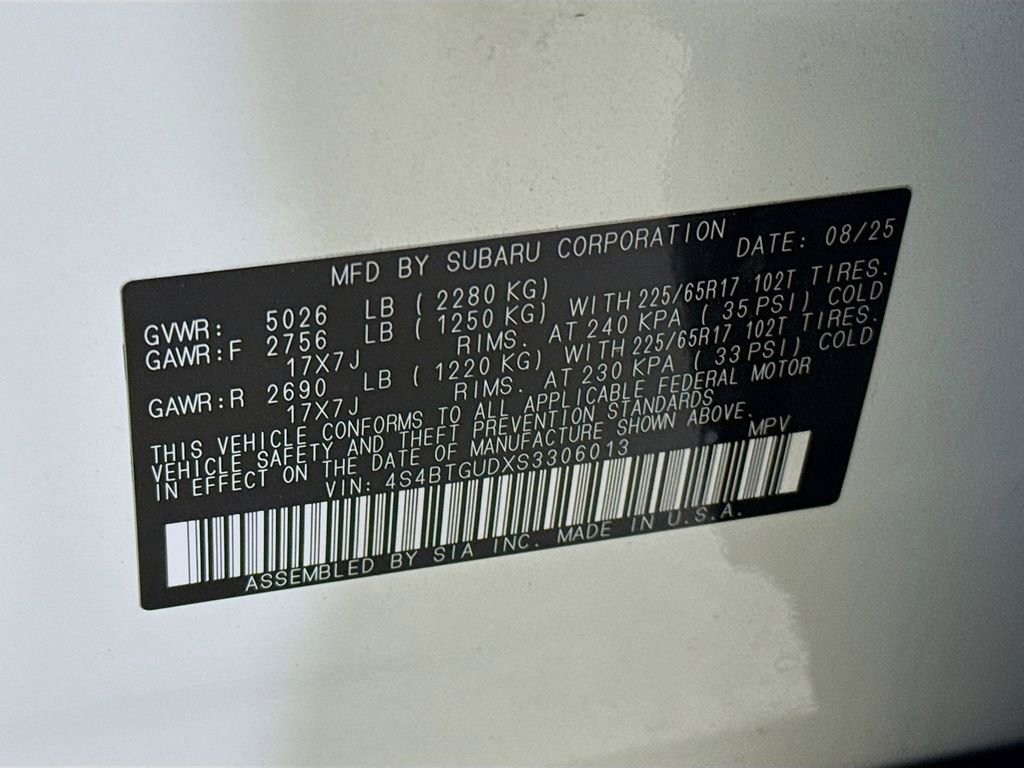 MFD BY SUBARU CORPORATION DATE: 08/25
GVWR: 5026 LB ( 2280 KG)
GAWR:F 2756 LB ( 1250 KG) WITH 225/65R17 102T TIRES.
17X7J RIMS. AT 240 KPA ( 35 PSI) COLD
GAWR:R 2690 LB ( 1220 KG) WITH 225/65R17 102T TIRES.
17X7J RIMS. AT 230 KPA ( 33 PSI) COLD
THIS VEHICLE CONFORMS TO ALL APPLICABLE FEDERAL MOTOR
VEHICLE SAFETY AND THEFT PREVENTION STANDARDS
IN EFFECT ON THE DATE OF MANUFACTURE SHOWN ABOVE.
VIN: 4S4BTGUDXS3306013 MPV
ASSEMBLED BY SIA INC. MADE IN U.S.A.